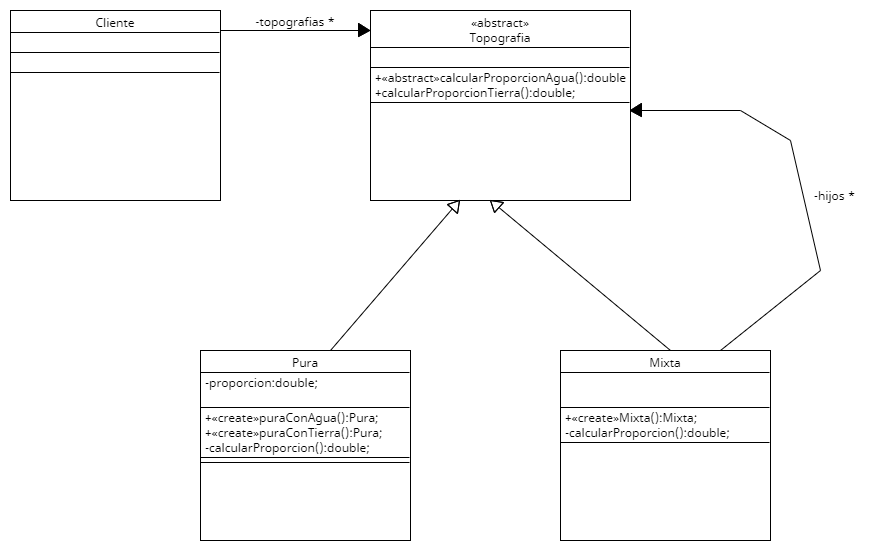 Cliente
-topografias *
«abstract»
Topografia
+«abstract»calcularProporcionAgua():double
+calcularProporcionTierra():double;
-hijos *
Pura
-proporcion:double;
+«create»puraConAgua():Pura;
+«create»puraConTierra():Pura;
-calcularProporcion():double;
Mixta
+«create»Mixta():Mixta;
-calcularProporcion():double;